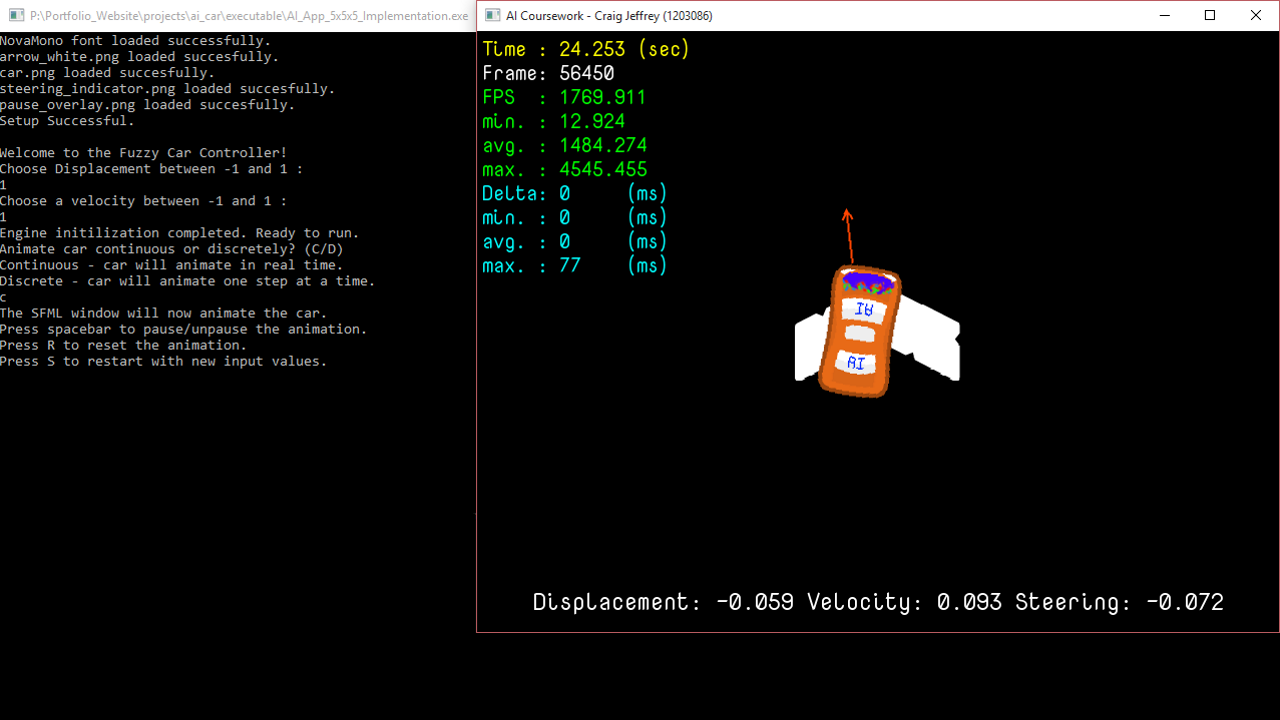 P:\Portfolio_Website\projects\ai_car\executable\AI_App_5x5x5_Implementation.exe
NovaMono font loaded successfully.
arrow_white.png loaded succesfully.
car.png loaded succesfully.
steering_indicator.png loaded succesfully.
pause_overlay.png loaded succesfully.
Setup Successful.
Welcome to the Fuzzy Car Controller!
Choose Displacement between -1 and 1 :
1
Choose a velocity between -1 and 1 :
1
Engine initilization completed. Ready to run.
Animate car continuous or discretely? (C/D)
Continuous - car will animate in real time.
Discrete - car will animate one step at a time.
c
The SFML window will now animate the car.
Press spacebar to pause/unpause the animation.
Press R to reset the animation.
Press S to restart with new input values.
AI Coursework - Craig Jeffrey (1203086)
Time : 24.253 (sec)
Frame: 56450
FPS : 1769.911
min. : 12.924
avg. : 1484.274
max. : 4545.455
Delta: 0 (ms)
min. : 0 (ms)
avg. : 0 (ms)
max. : 77 (ms)
AI
AI
Displacement: -0.059 Velocity: 0.093 Steering: -0.072